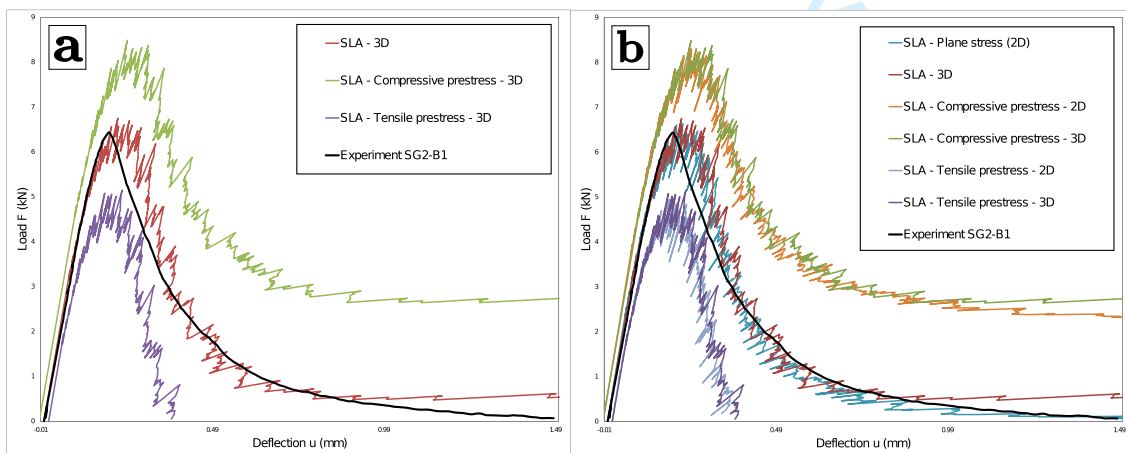 a
SLA - 3D
SLA - Compressive prestress - 3D
SLA - Tensile prestress - 3D
Experiment SG2-B1
9
8
7
6
5
4
3
2
1
0
Load F (kN)
-0.01
0.49
0.99
1.49
Deflection u (mm)
b
SLA - Plane stress (2D)
SLA - 3D
SLA - Compressive prestress - 2D
SLA - Compressive prestress - 3D
SLA - Tensile prestress - 2D
SLA - Tensile prestress - 3D
Experiment SG2-B1
9
8
7
6
5
4
3
2
1
0
Load F (kN)
-0.01
0.49
0.99
1.49
Deflection u (mm)